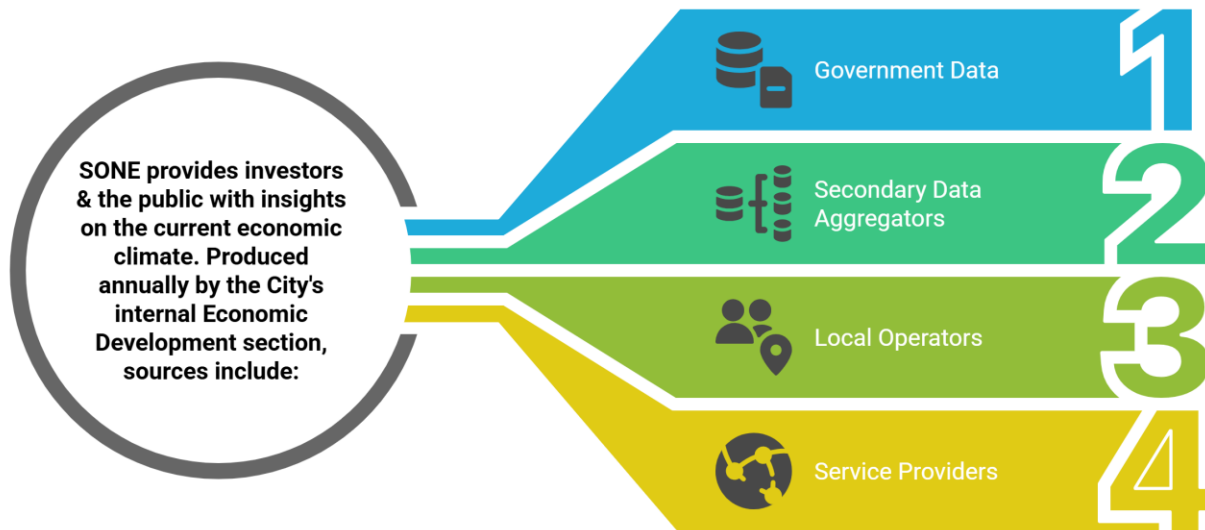 SONE provides investors
& the public with insights
on the current economic
climate. Produced
annually by the City's
internal Economic
Development section,
sources include:
Government Data
1
Secondary Data
Aggregators
2
Local Operators
3
Service Providers
4